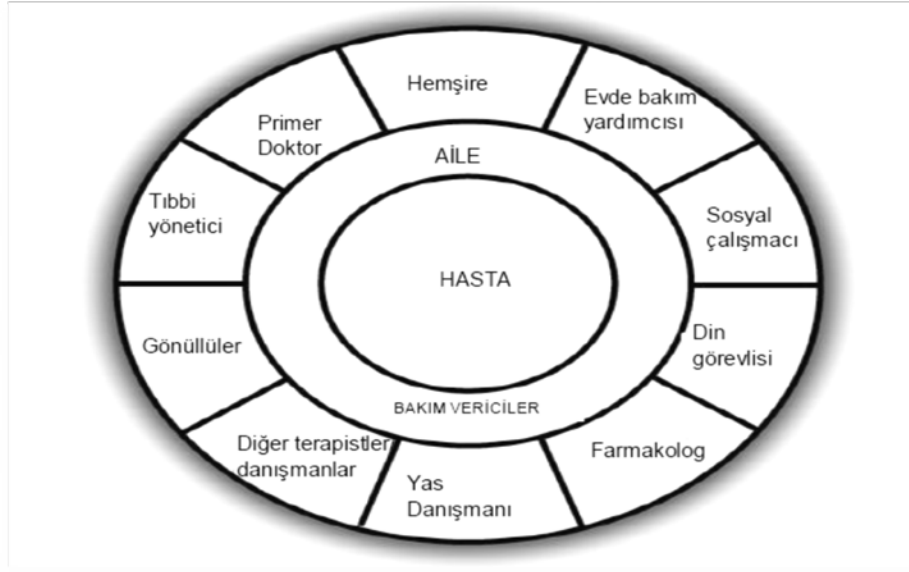 Hemşire
Evde bakım
yardımcısı
Primer
Doktor
AİLE
Tıbbi
yönetici
Sosyal
çalışmacı
HASTA
Gönüllüler
Din
görevlisi
BAKIM VERİCİLER
Diğer terapistler
danışmanlar
Farmakolog
Yas
Danışmanı